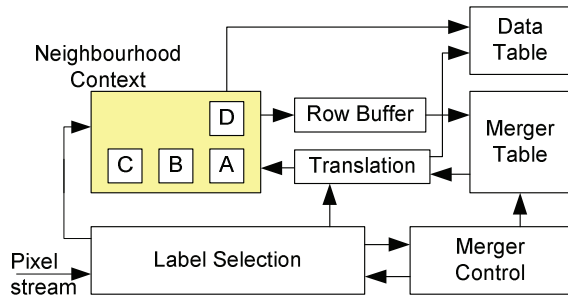 Neighbourhood
Context
Data
Table
D
Row Buffer
Merger
Table
C B A
Translation
Pixel
stream
Label Selection
Merger
Control